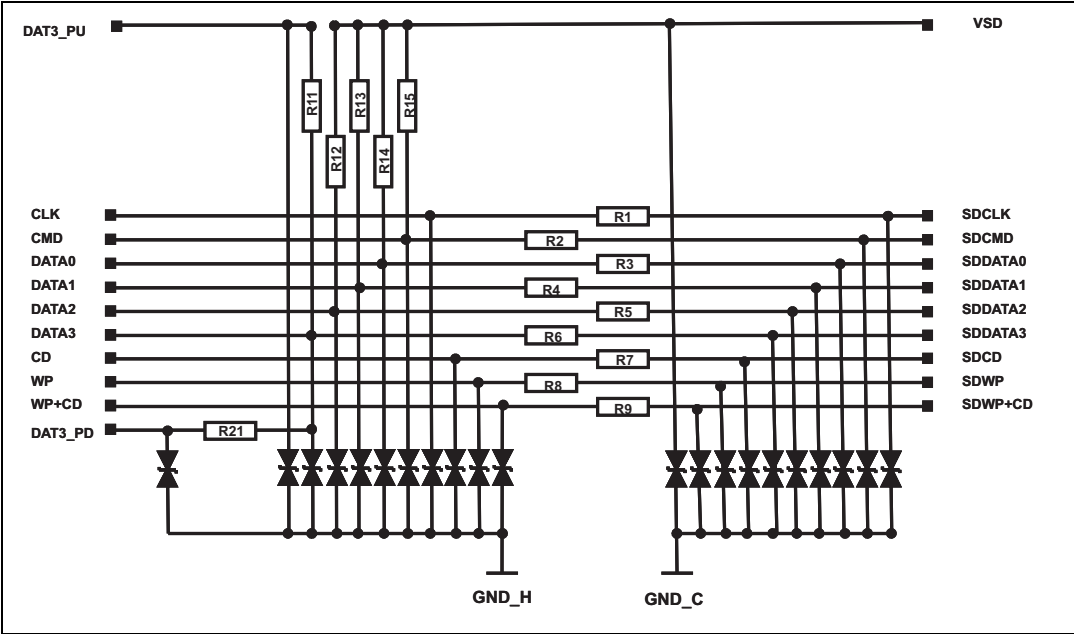 DAT3_PU
VSD
R11
R13
R15
R12
R14
CLK
R1
SDCLK
CMD
R2
SDCMD
DATA0
R3
SDDATA0
DATA1
R4
SDDATA1
DATA2
R5
SDDATA2
DATA3
R6
SDDATA3
CD
R7
SDCD
WP
R8
SDWP
WP+CD
R9
SDWP+CD
DAT3_PD
R21
GND_H
GND_C